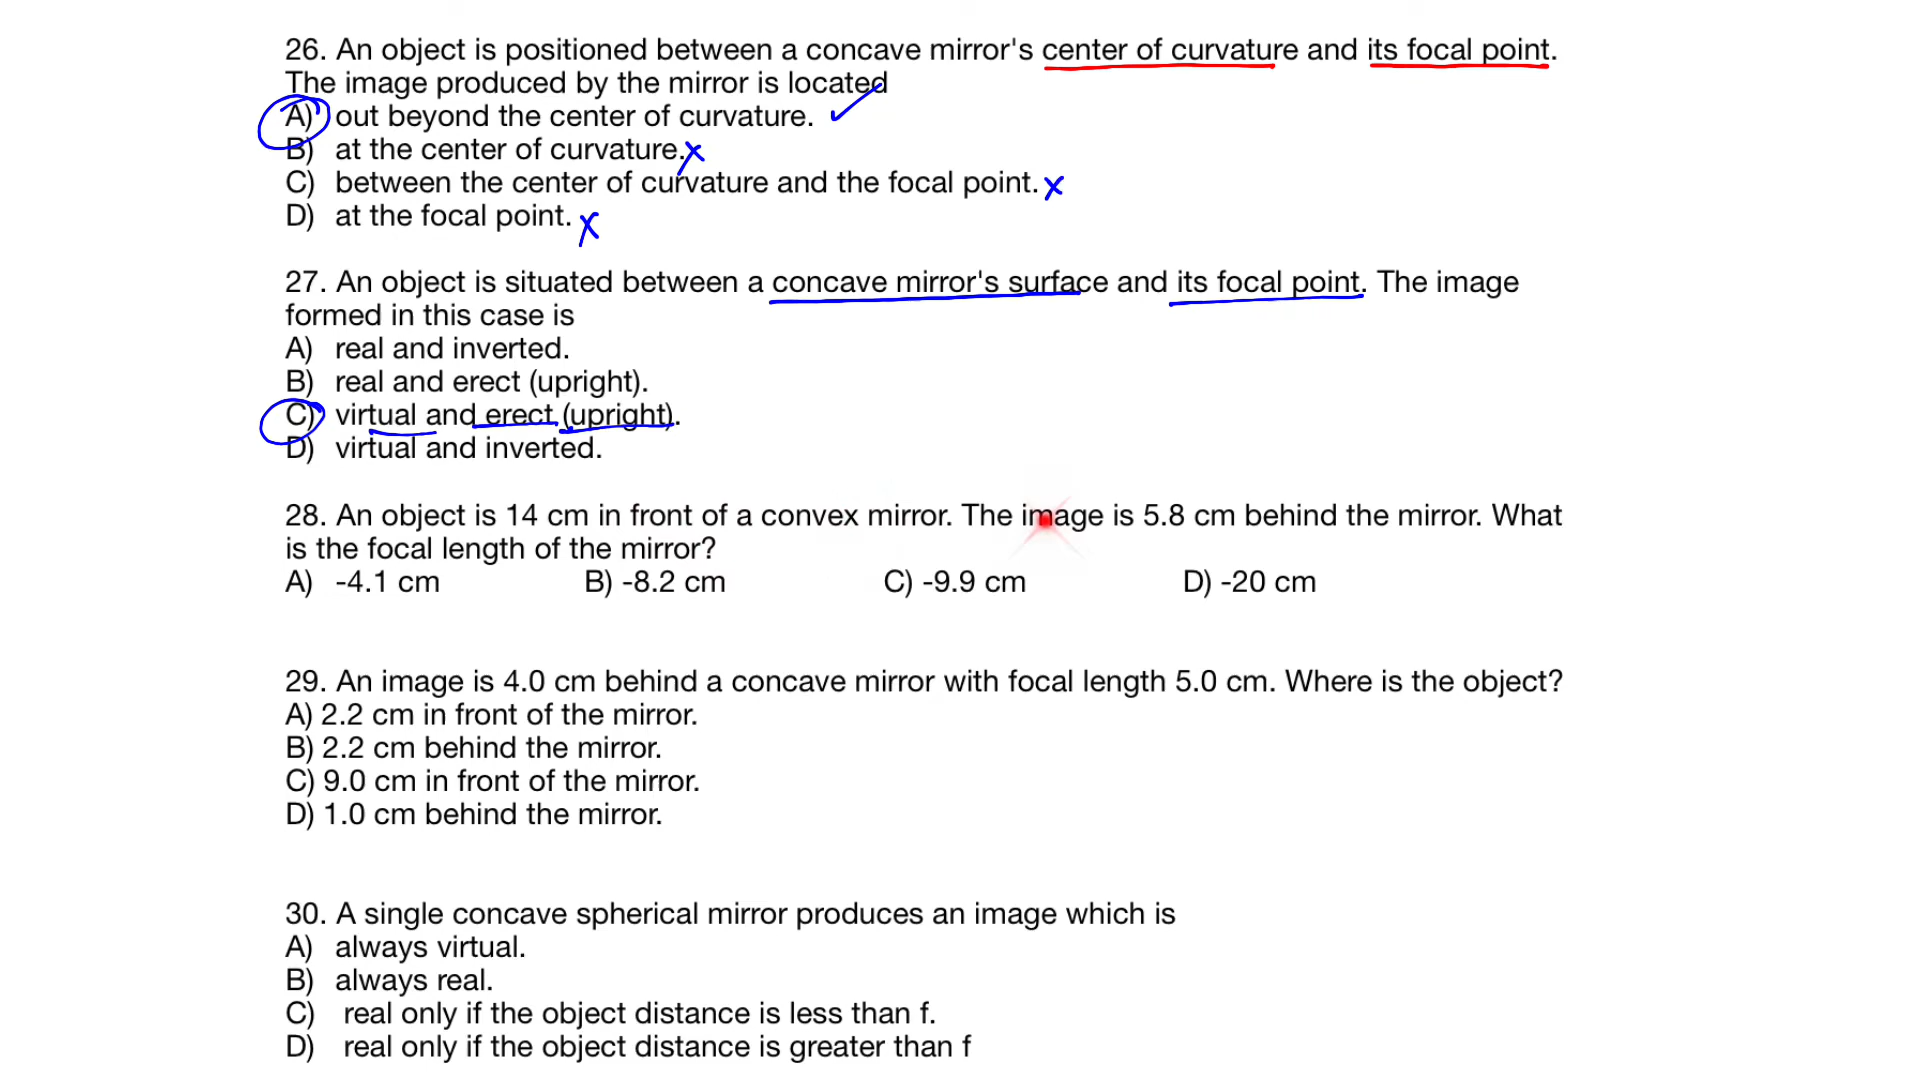 26. An object is positioned between a concave mirror's center of curvature and its focal point.
The image produced by the mirror is located
A) out beyond the center of curvature.
B) at the center of curvature.
C) between the center of curvature and the focal point.
D) at the focal point.
27. An object is situated between a concave mirror's surface and its focal point. The image
formed in this case is
A) real and inverted.
B) real and erect (upright).
C) virtual and erect (upright).
D) virtual and inverted.
28. An object is 14 cm in front of a convex mirror. The image is 5.8 cm behind the mirror. What
is the focal length of the mirror?
A) -4.1 cm B) -8.2 cm C) -9.9 cm D) -20 cm
29. An image is 4.0 cm behind a concave mirror with focal length 5.0 cm. Where is the object?
A) 2.2 cm in front of the mirror.
B) 2.2 cm behind the mirror.
C) 9.0 cm in front of the mirror.
D) 1.0 cm behind the mirror.
30. A single concave spherical mirror produces an image which is
A) always virtual.
B) always real.
C) real only if the object distance is less than f.
D) real only if the object distance is greater than f